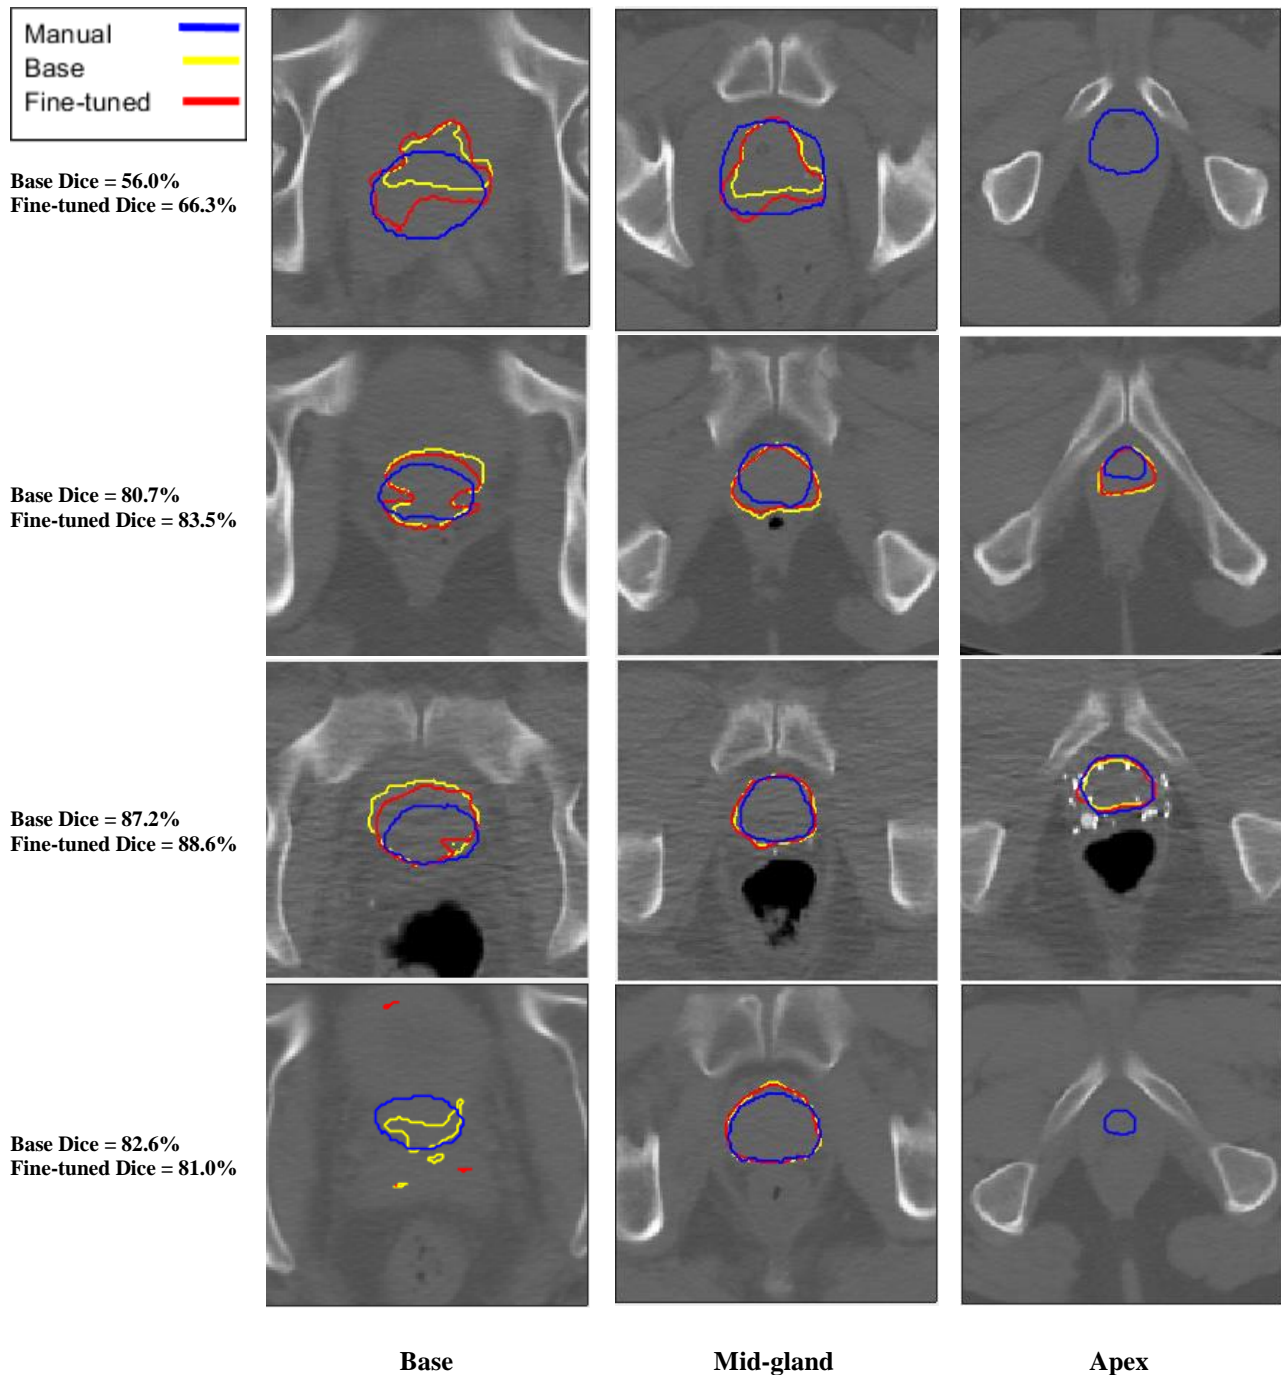 Manual
Base
Fine-tuned
Base Dice = 56.0%
Fine-tuned Dice = 66.3%
Base Dice = 80.7%
Fine-tuned Dice = 83.5%
Base Dice = 87.2%
Fine-tuned Dice = 88.6%
Base Dice = 82.6%
Fine-tuned Dice = 81.0%
Base Mid-gland Apex